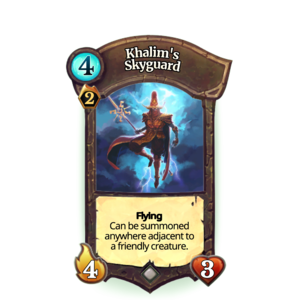 Khalim's
Skyguard
4
2
Flying
Can be summoned
anywhere adjacent to
a friendly creature.
4
3